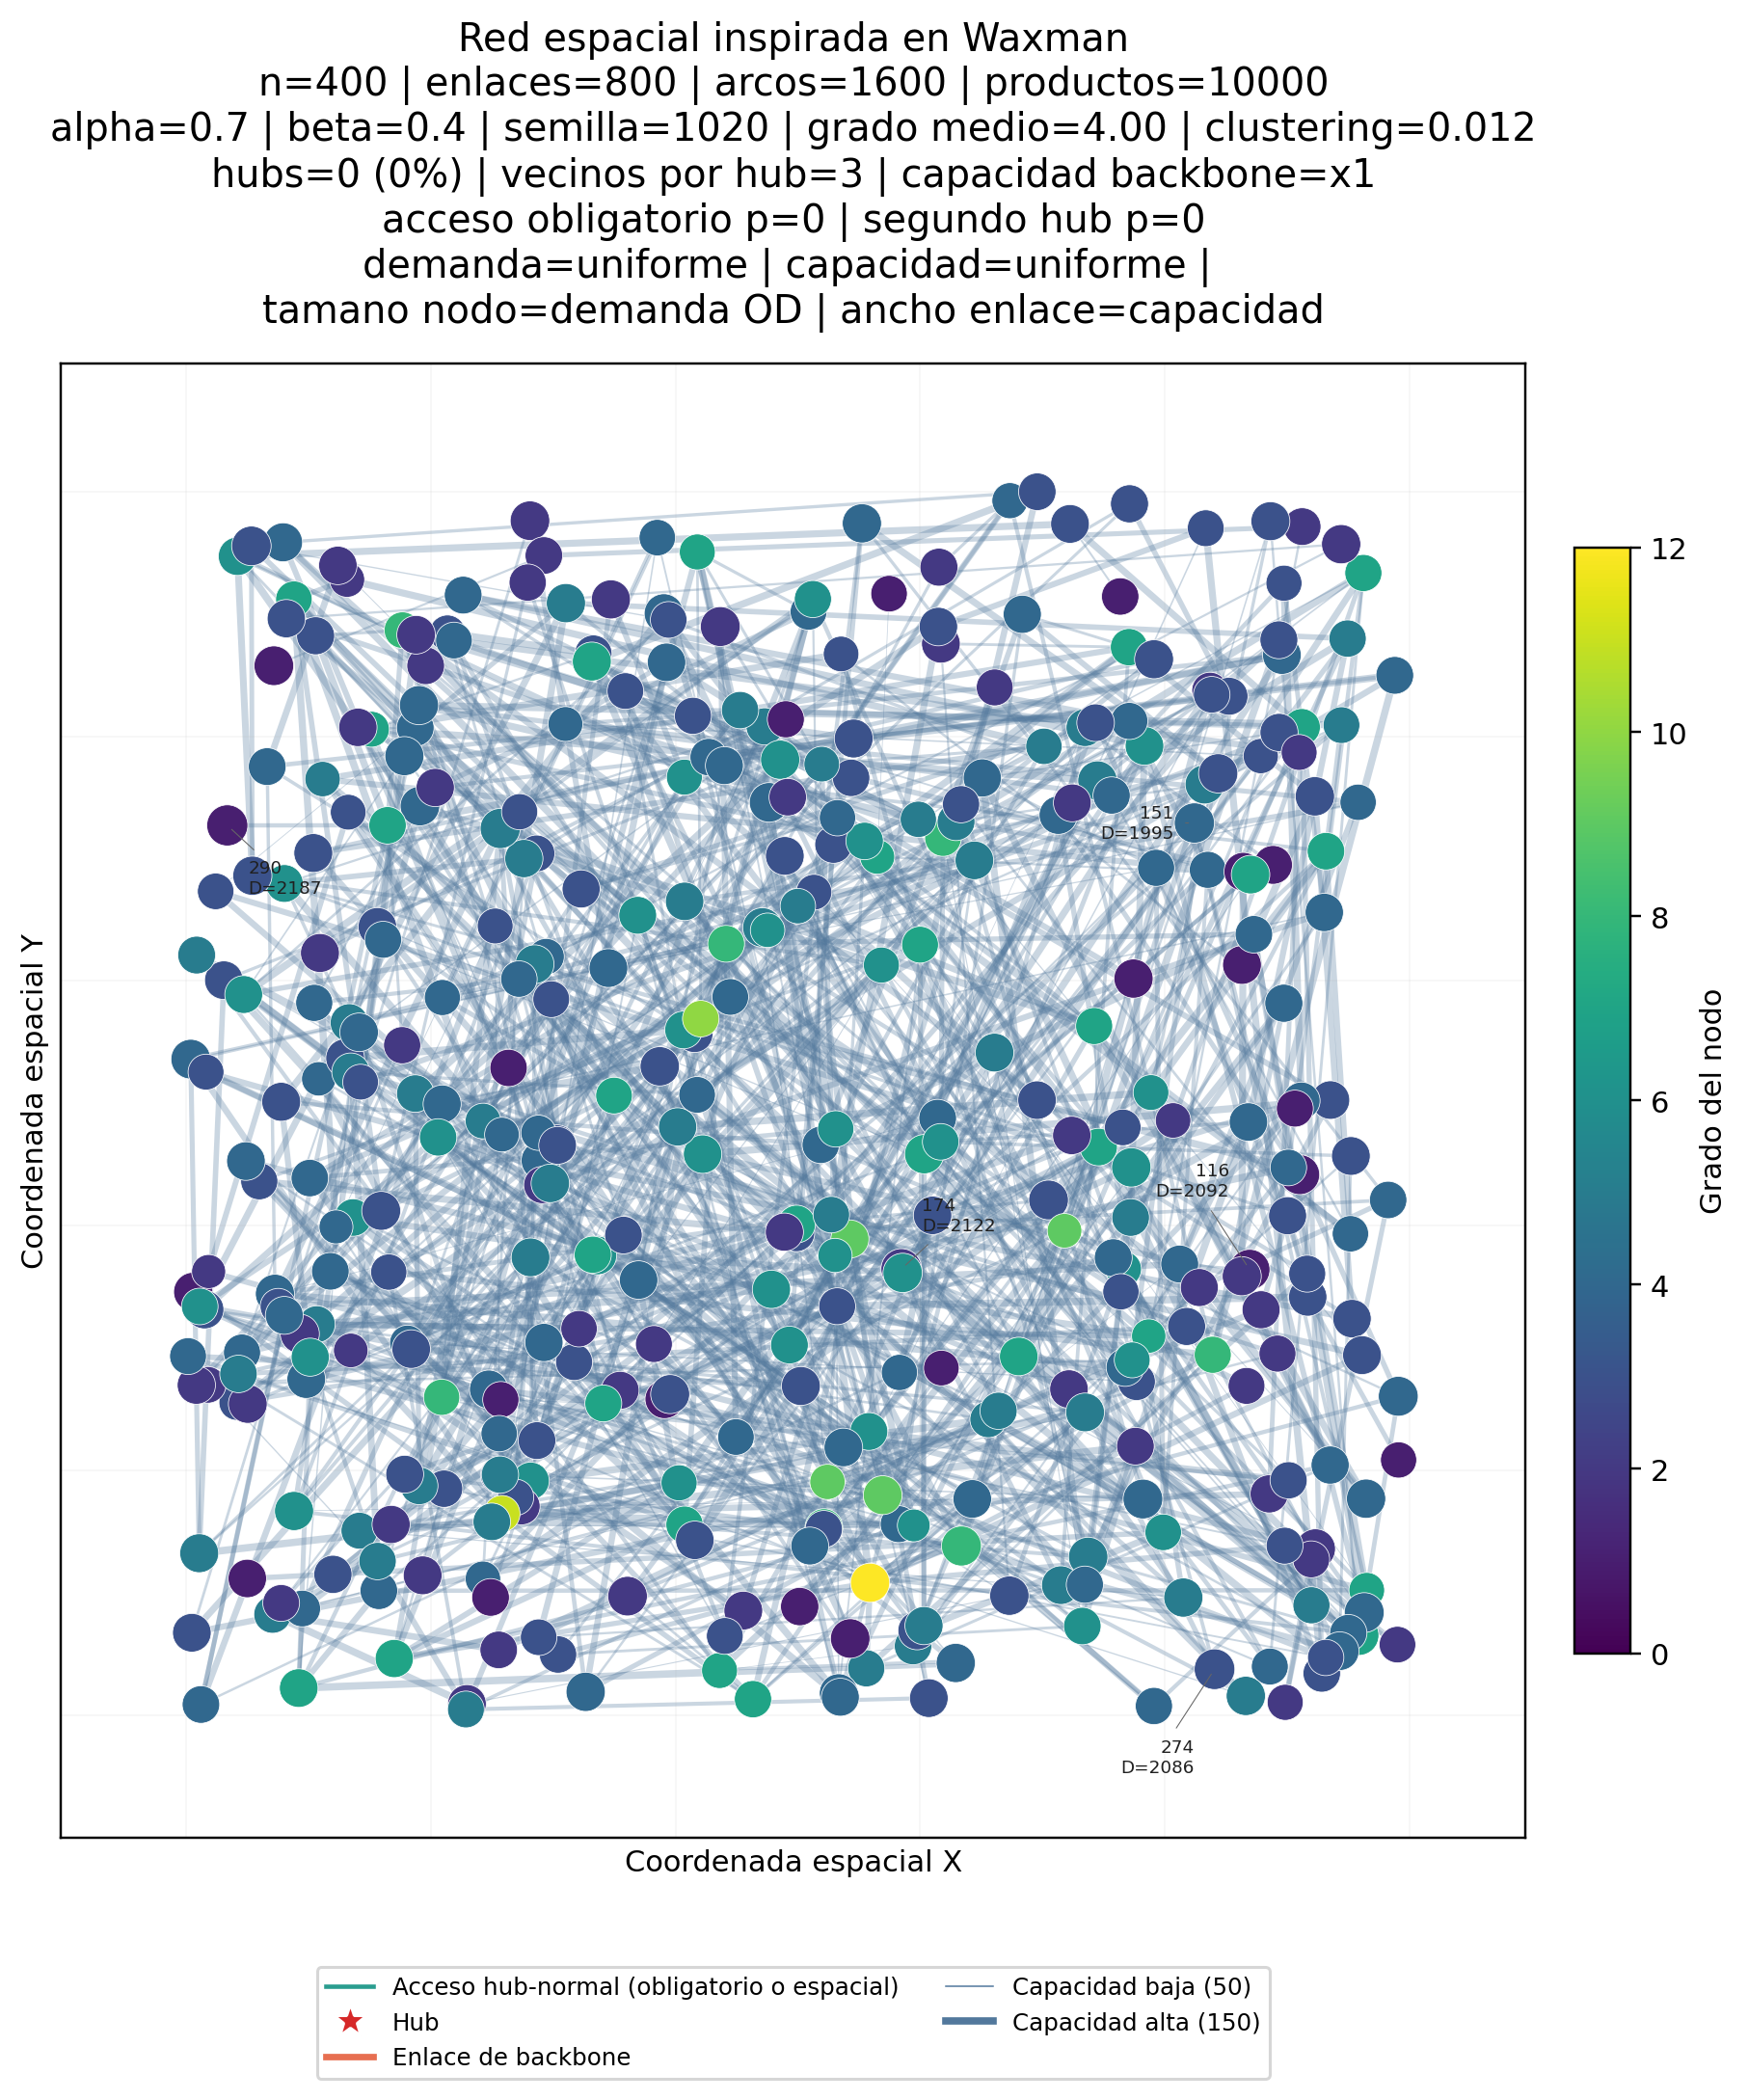 Red espacial inspirada en Waxman
n=400 | enlaces=800 | arcos=1600 | productos=10000
alpha=0.7 | beta=0.4 | semilla=1020 | grado medio=4.00 | clustering=0.012
hubs=0 (0%) | vecinos por hub=3 | capacidad backbone=x1
acceso obligatorio p=0 | segundo hub p=0
demanda=uniforme | capacidad=uniforme |
tamano nodo=demanda OD | ancho enlace=capacidad
Coordenada espacial Y
151
D=1995
290
D=2187
116
D=2092
174
D=2122
274
D=2086
Coordenada espacial X
12
10
8
6
4
2
0
Grado del nodo
Acceso hub-normal (obligatorio o espacial)
Hub
Enlace de backbone
Capacidad baja (50)
Capacidad alta (150)